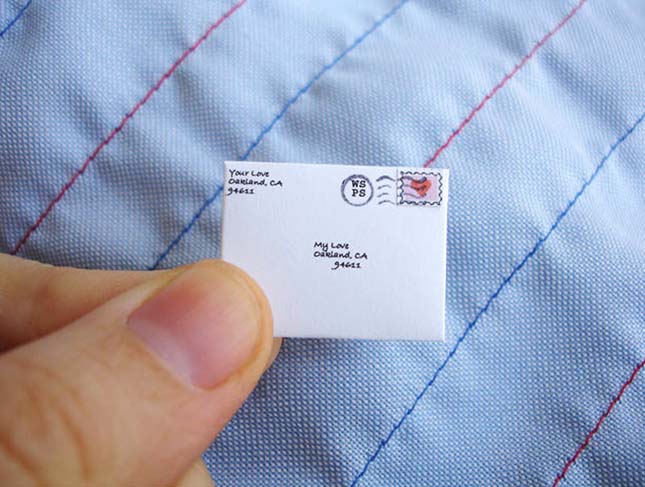 Your Love
Oakland, CA
94611
WS
PS
My Love
Oakland, CA
94611